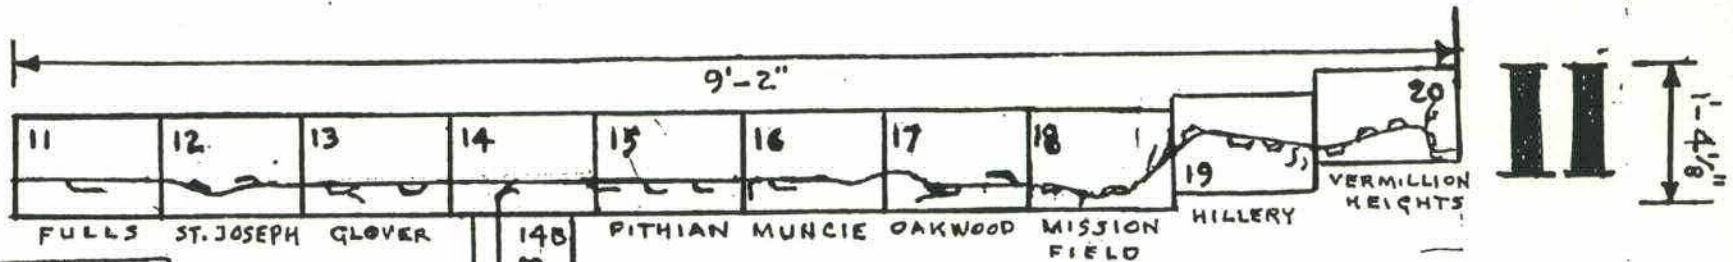 9'-2"
11 12 13 14 15 16 17 18 19 20
1'-4⅛"
FULLS ST. JOSEPH GLOVER 14B PITHIAN MUNCIE OAKWOOD MISSION FIELD HILLERY VERMILLION HEIGHTS
II